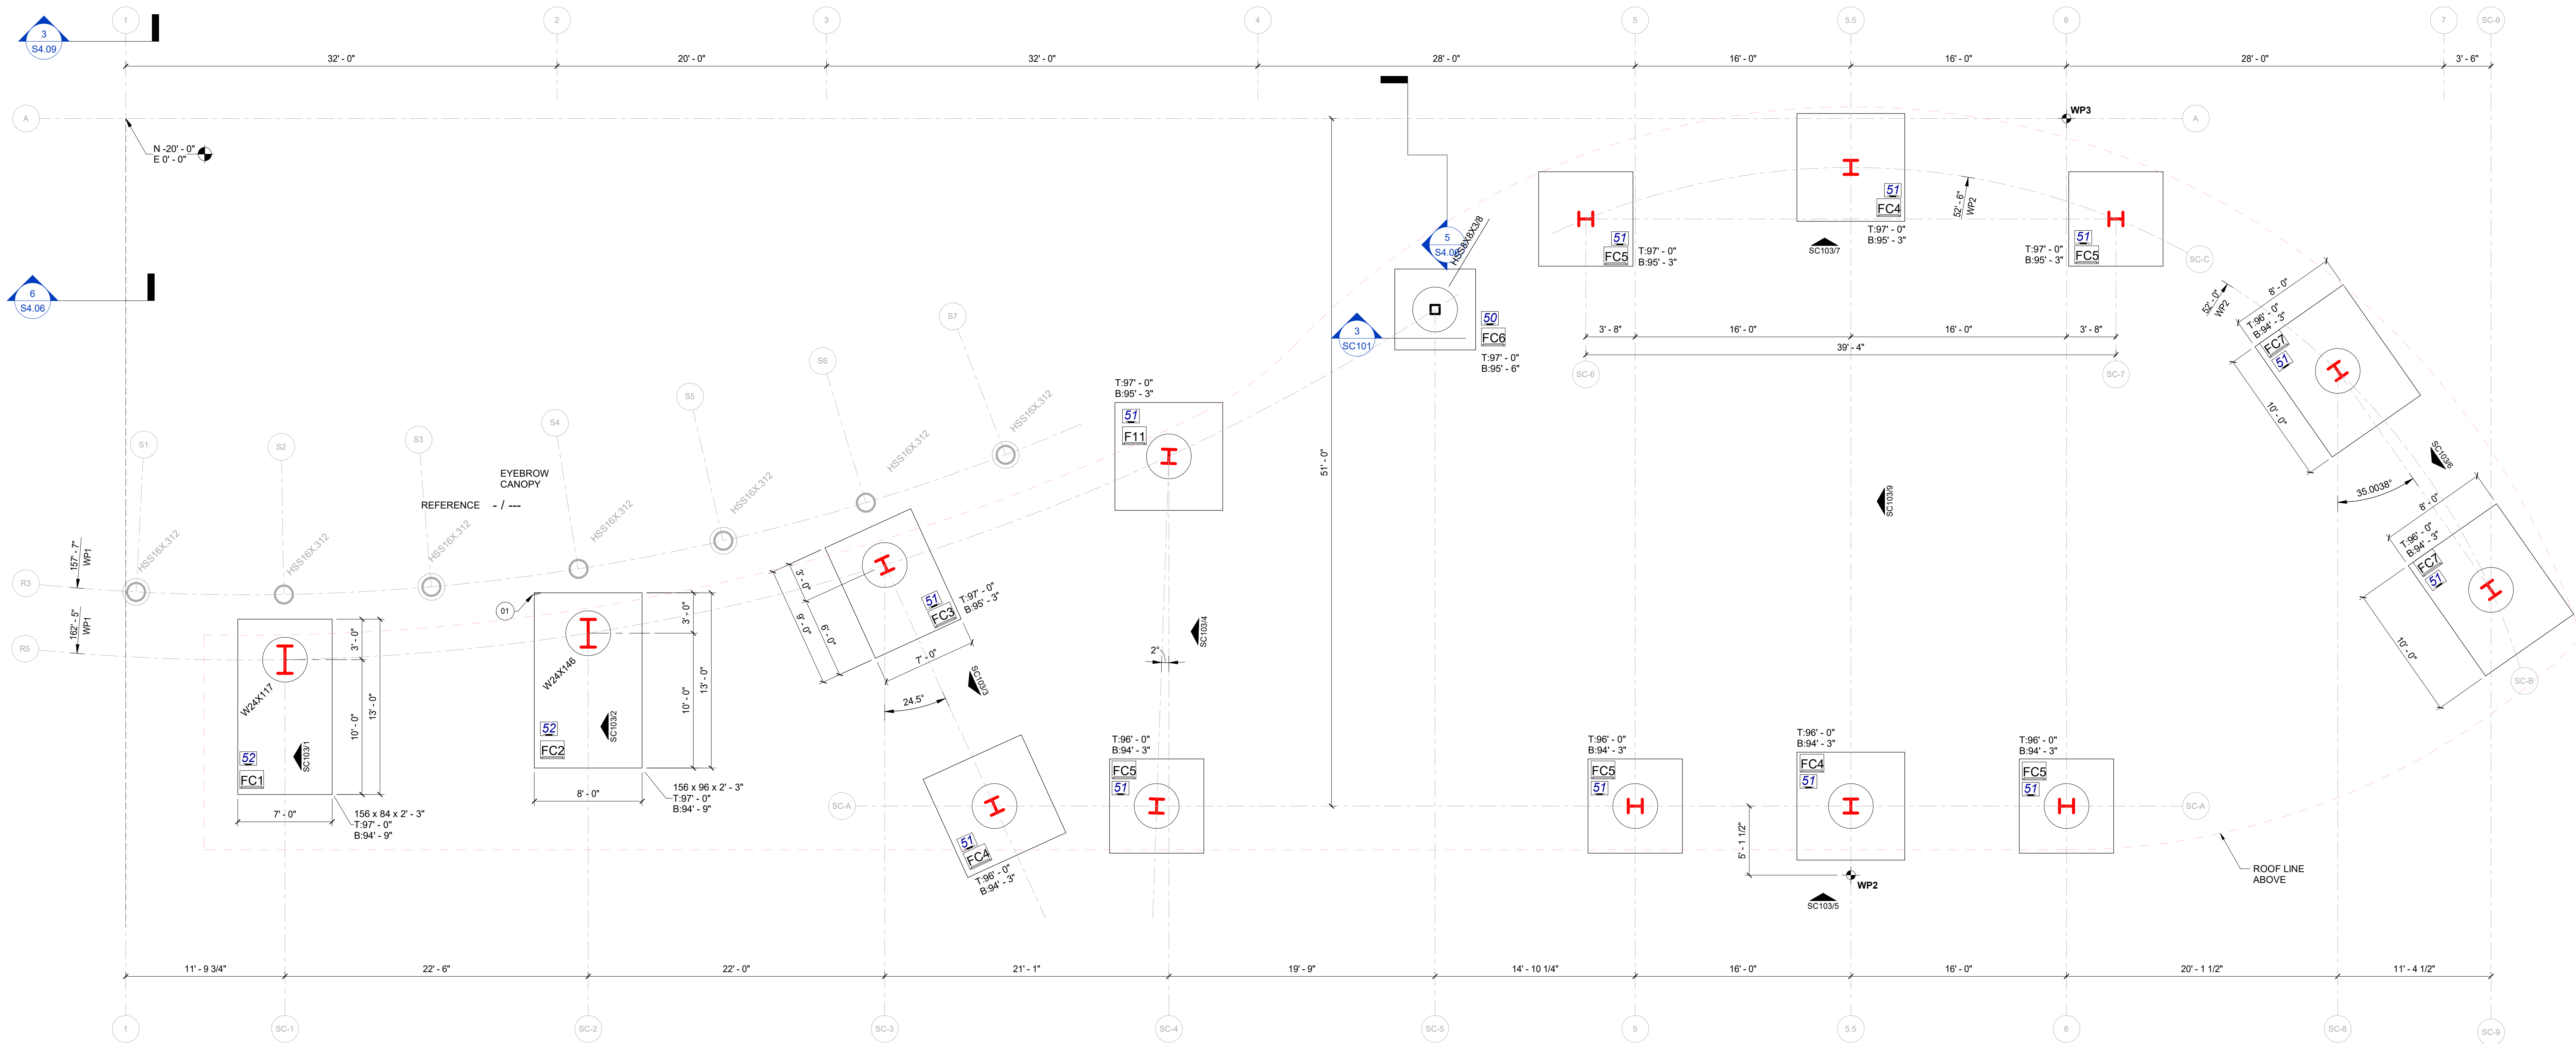 1
2
3
4
5
5.5
6
7
SC-9
3
S4.09
32' - 0"
20' - 0"
32' - 0"
28' - 0"
16' - 0"
16' - 0"
28' - 0"
3' - 6"
A
A
WP3
N -20' - 0"
E 0' - 0"
51
FC4
T:97' - 0"
B:95' - 3"
52' - 6"
WP2
SC103/7
51
FC5
T:97' - 0"
B:95' - 3"
T:97' - 0"
B:95' - 3"
51
FC5
SC-C
5
HSS8X8X3/8
6
S4.06
3
SC101
50
FC6
T:97' - 0"
B:95' - 6"
3' - 8"
16' - 0"
16' - 0"
3' - 8"
39' - 4"
SC-6
SC-7
52' - 0"
WP2
8' - 0"
T:96' - 0"
B:94' - 3"
FC7
51
10' - 0"
S7
S6
S5
S4
S3
S2
S1
HSS16X.312
HSS16X.312
HSS16X.312
HSS16X.312
HSS16X.312
HSS16X.312
HSS16X.312
T:97' - 0"
B:95' - 3"
51
F11
51' - 0"
EYEBROW
CANOPY
REFERENCE - / ---
SC103/9
SC103/6
35.0038°
8' - 0"
T:96' - 0"
B:94' - 3"
FC7
51
10' - 0"
SC-B
157' - 7"
WP1
R3
162' - 5"
WP1
R5
01
W24X117
3' - 0"
10' - 0"
13' - 0"
SC103/1
52
FC1
7' - 0"
156 x 84 x 2' - 3"
T:97' - 0"
B:94' - 9"
W24X146
3' - 0"
10' - 0"
13' - 0"
SC103/2
52
FC2
8' - 0"
156 x 96 x 2' - 3"
T:97' - 0"
B:94' - 9"
3' - 0"
9' - 0"
6' - 0"
51
FC3
T:97' - 0"
B:95' - 3"
7' - 0"
24.5°
SC103/3
2°
SC103/4
SC-A
51
FC4
T:96' - 0"
B:94' - 3"
T:96' - 0"
B:94' - 3"
FC5
51
T:96' - 0"
B:94' - 3"
FC5
51
T:96' - 0"
B:94' - 3"
FC4
51
T:96' - 0"
B:94' - 3"
FC5
51
SC-A
5' - 1 1/2"
WP2
SC103/5
ROOF LINE
ABOVE
11' - 9 3/4"
22' - 6"
22' - 0"
21' - 1"
19' - 9"
14' - 10 1/4"
16' - 0"
16' - 0"
20' - 1 1/2"
11' - 4 1/2"
1
SC-1
SC-2
SC-3
SC-4
SC-5
5
5.5
6
SC-8
SC-9